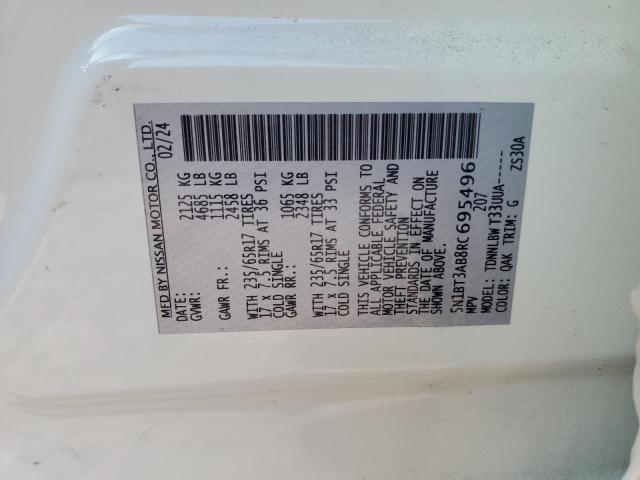 MFD BY NISSAN MOTOR CO., LTD.
DATE: 02/24
GVWR: 2125 KG
4685 LB
GAWR FR.: 1115 KG
2458 LB
WITH 235/65R17 TIRES
17 X 7.5 RIMS AT 36 PSI
COLD SINGLE
GAWR RR.: 1065 KG
2348 LB
WITH 235/65R17 TIRES
17 X 7.5 RIMS AT 33 PSI
COLD SINGLE
THIS VEHICLE CONFORMS TO
ALL APPLICABLE FEDERAL
MOTOR VEHICLE SAFETY AND
THEFT PREVENTION
STANDARDS IN EFFECT ON
THE DATE OF MANUFACTURE
SHOWN ABOVE.
5N1BT3AB8RC695496
MPV 207
MODEL: TDNNLBW T33UUA-----
COLOR: QAK TRIM: G ZS30A